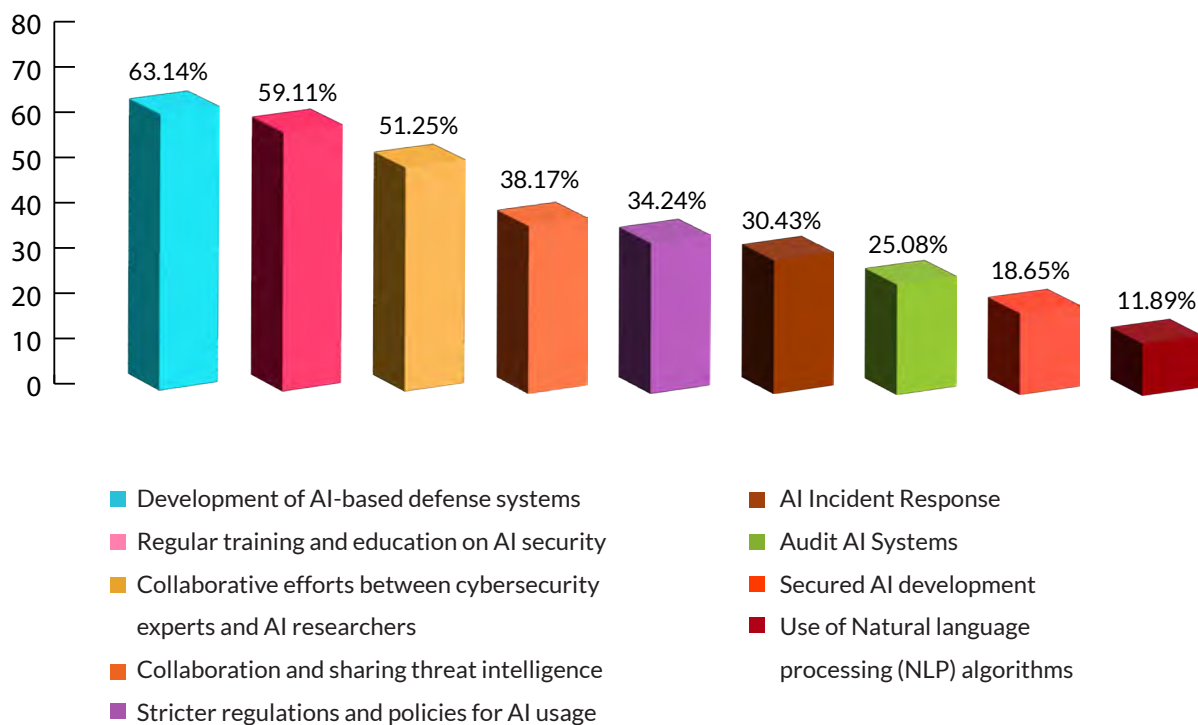 80
70
60
50
40
30
20
10
0
63.14%
59.11%
51.25%
38.17%
34.24%
30.43%
25.08%
18.65%
11.89%
Development of AI-based defense systems
Regular training and education on AI security
Collaborative efforts between cybersecurity
experts and AI researchers
Collaboration and sharing threat intelligence
Stricter regulations and policies for AI usage
AI Incident Response
Audit AI Systems
Secured AI development
Use of Natural language
processing (NLP) algorithms